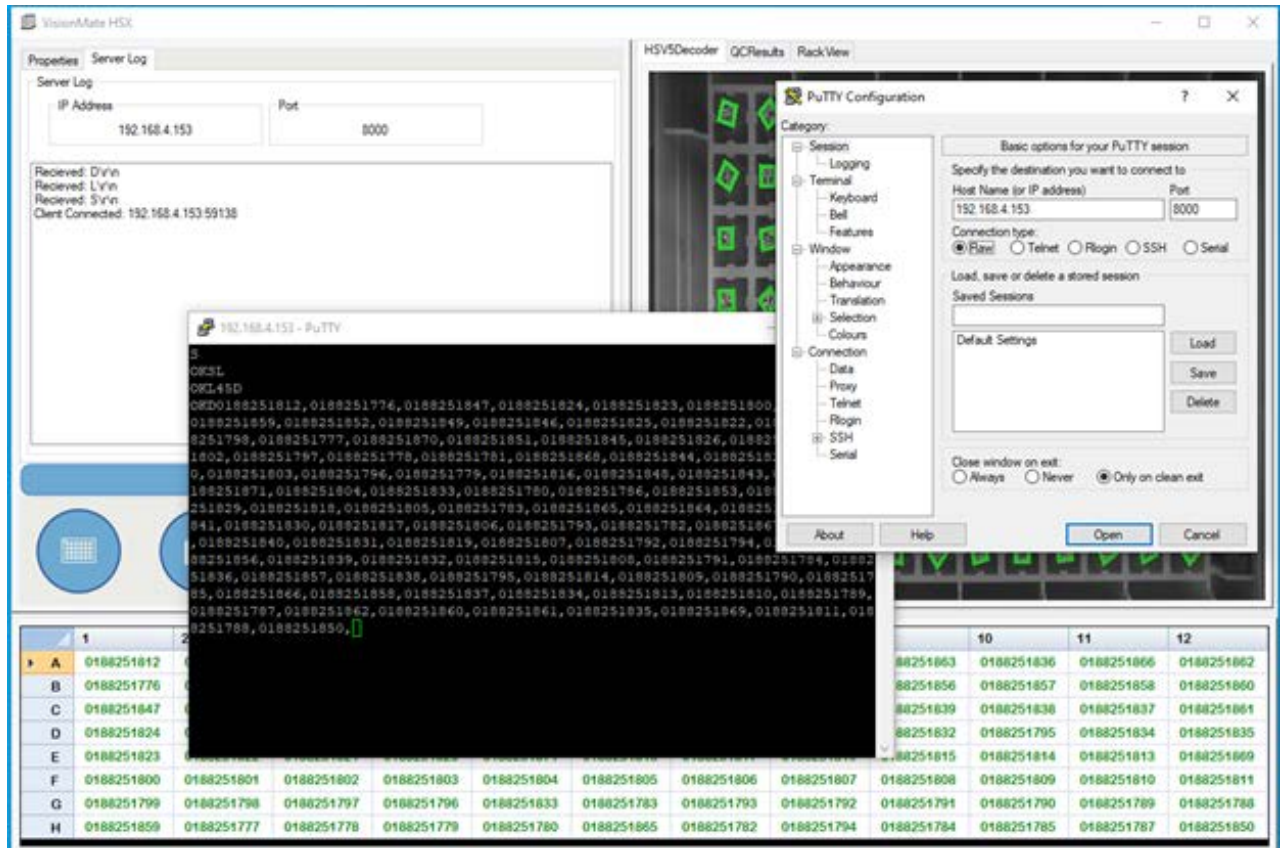 VisionMate HSX
Properties Server Log
Server Log
IP Address Port
192.168.4.153 8000
Recieved: D\r\n
Recieved: L\r\n
Recieved: S\r\n
Client Connected: 192.168.4.153:59138
HSV5Decoder QCResults RackView
PuTTY Configuration ? X
Category:
Session
Logging
Terminal
Keyboard
Bell
Features
Window
Appearance
Behaviour
Translation
Selection
Colours
Connection
Data
Proxy
Telnet
Rlogin
SSH
Serial
Basic options for your PuTTY session
Specify the destination you want to connect to
Host Name (or IP address) Port
192.168.4.153 8000
Connection type:
Raw Telnet Rlogin SSH Serial
Load, save or delete a stored session
Saved Sessions
Default Settings
Load
Save
Delete
Close window on exit:
Always Never Only on clean exit
About Help Open Cancel
192.168.4.153 - PuTTY
S
OKSL
OKL45D
OKD0188251812,0188251776,0188251847,0188251824,0188251823,0188251800
0188251859,0188251852,0188251849,0188251846,0188251825,0188251822,01
8251798,0188251777,0188251870,0188251851,0188251845,0188251826,01882
1802,0188251797,0188251778,0188251781,0188251868,0188251844,01882518
0,0188251803,0188251796,0188251779,0188251816,0188251848,0188251843,
188251871,0188251804,0188251833,0188251780,0188251786,0188251853,018
251829,0188251818,0188251805,0188251783,0188251865,0188251864,018825
841,0188251830,0188251817,0188251806,0188251793,0188251782,018825186
,0188251840,0188251831,0188251819,0188251807,0188251792,0188251794,0
88251856,0188251839,0188251832,0188251815,0188251808,0188251791,0188251784,01882
51836,0188251857,0188251838,0188251795,0188251814,0188251809,0188251790,01882517
85,0188251866,0188251858,0188251837,0188251834,0188251813,0188251810,0188251789,
0188251787,0188251862,0188251860,0188251861,0188251835,0188251869,0188251811,018
8251788,0188251850,
1 2 10 11 12
A 0188251812 88251863 0188251836 0188251866 0188251862
B 0188251776 88251856 0188251857 0188251858 0188251860
C 0188251847 88251839 0188251838 0188251837 0188251861
D 0188251824 88251832 0188251795 0188251834 0188251835
E 0188251823 88251815 0188251814 0188251813 0188251869
F 0188251800 0188251801 0188251802 0188251803 0188251804 0188251805 0188251806 0188251807 0188251808 0188251809 0188251810 0188251811
G 0188251799 0188251798 0188251797 0188251796 0188251833 0188251783 0188251793 0188251792 0188251791 0188251790 0188251789 0188251788
H 0188251859 0188251777 0188251778 0188251779 0188251780 0188251865 0188251782 0188251794 0188251784 0188251785 0188251787 0188251850